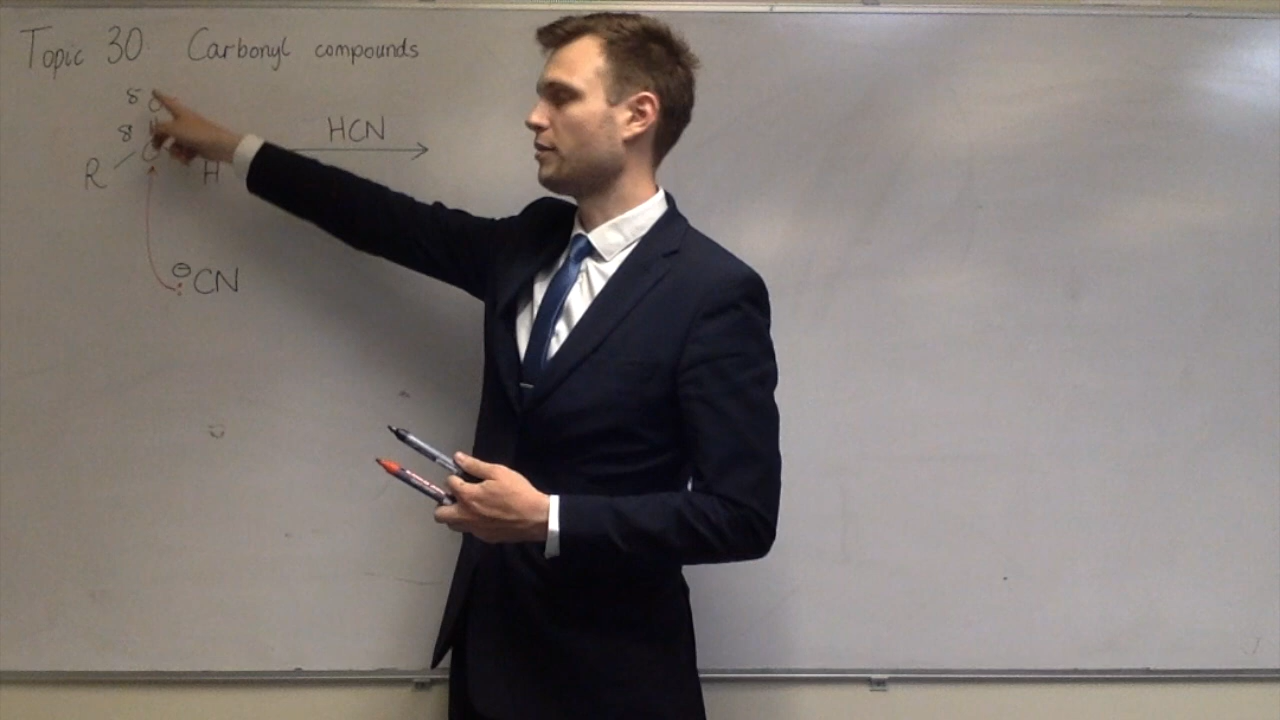 Topic 30 Carbonyl compounds
δ O
δ
C
HCN
R H
⊖:CN